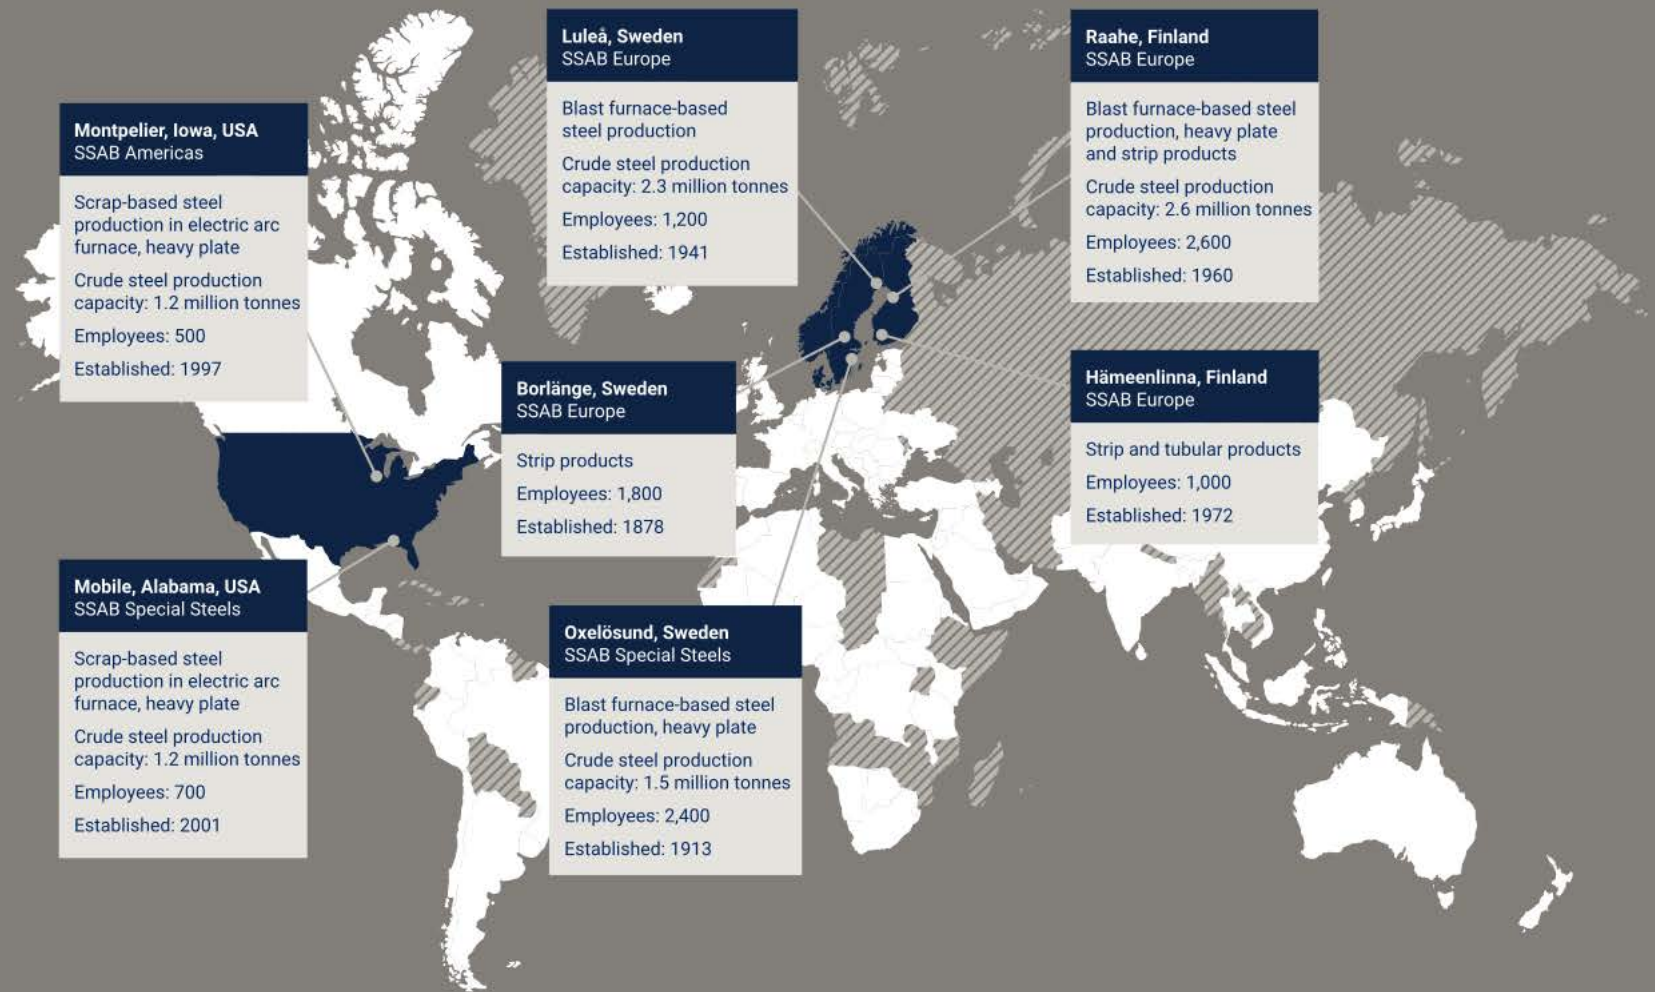 Montpelier, Iowa, USA
SSAB Americas
Scrap-based steel
production in electric arc
furnace, heavy plate
Crude steel production
capacity: 1.2 million tonnes
Employees: 500
Established: 1997
Luleå, Sweden
SSAB Europe
Blast furnace-based
steel production
Crude steel production
capacity: 2.3 million tonnes
Employees: 1,200
Established: 1941
Raahe, Finland
SSAB Europe
Blast furnace-based steel
production, heavy plate
and strip products
Crude steel production
capacity: 2.6 million tonnes
Employees: 2,600
Established: 1960
Borlänge, Sweden
SSAB Europe
Strip products
Employees: 1,800
Established: 1878
Hämeenlinna, Finland
SSAB Europe
Strip and tubular products
Employees: 1,000
Established: 1972
Mobile, Alabama, USA
SSAB Special Steels
Scrap-based steel
production in electric arc
furnace, heavy plate
Crude steel production
capacity: 1.2 million tonnes
Employees: 700
Established: 2001
Oxelösund, Sweden
SSAB Special Steels
Blast furnace-based steel
production, heavy plate
Crude steel production
capacity: 1.5 million tonnes
Employees: 2,400
Established: 1913